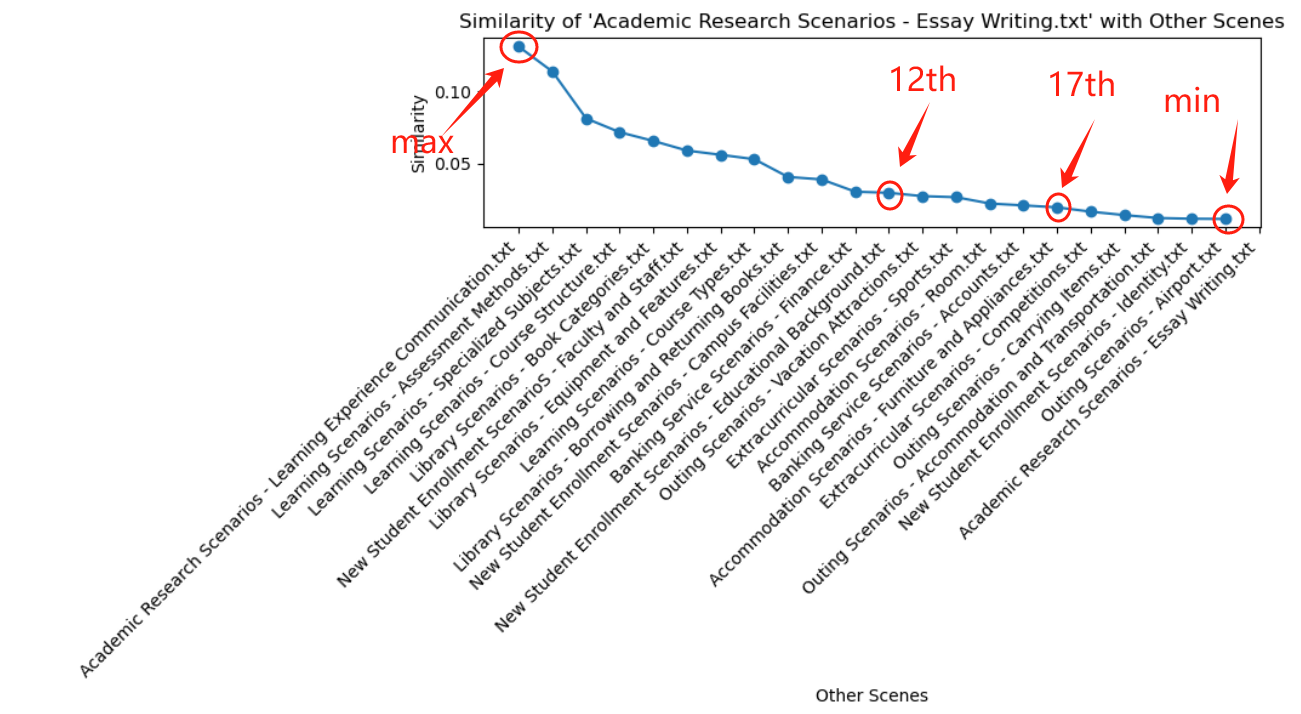 Similarity of 'Academic Research Scenarios - Essay Writing.txt' with Other Scenes
12th
17th
min
max
Similarity
0.10
0.05
Academic Research Scenarios - Learning Experience Communication.txt
Learning Scenarios - Assessment Methods.txt
Learning Scenarios - Specialized Subjects.txt
Learning Scenarios - Course Structure.txt
Library Scenarios - Book Categories.txt
New Student Enrollment Scenarios - Faculty and Staff.txt
Library Scenarios - Equipment and Features.txt
Learning Scenarios - Course Types.txt
Library Scenarios - Borrowing and Returning Books.txt
New Student Enrollment Scenarios - Campus Facilities.txt
Banking Service Scenarios - Finance.txt
New Student Enrollment Scenarios - Educational Background.txt
Outing Scenarios - Vacation Attractions.txt
Extracurricular Scenarios - Sports.txt
Accommodation Scenarios - Room.txt
Banking Service Scenarios - Accounts.txt
Accommodation Scenarios - Furniture and Appliances.txt
Extracurricular Scenarios - Competitions.txt
Outing Scenarios - Carrying Items.txt
Outing Scenarios - Accommodation and Transportation.txt
New Student Enrollment Scenarios - Identity.txt
Outing Scenarios - Airport.txt
Academic Research Scenarios - Essay Writing.txt
Other Scenes